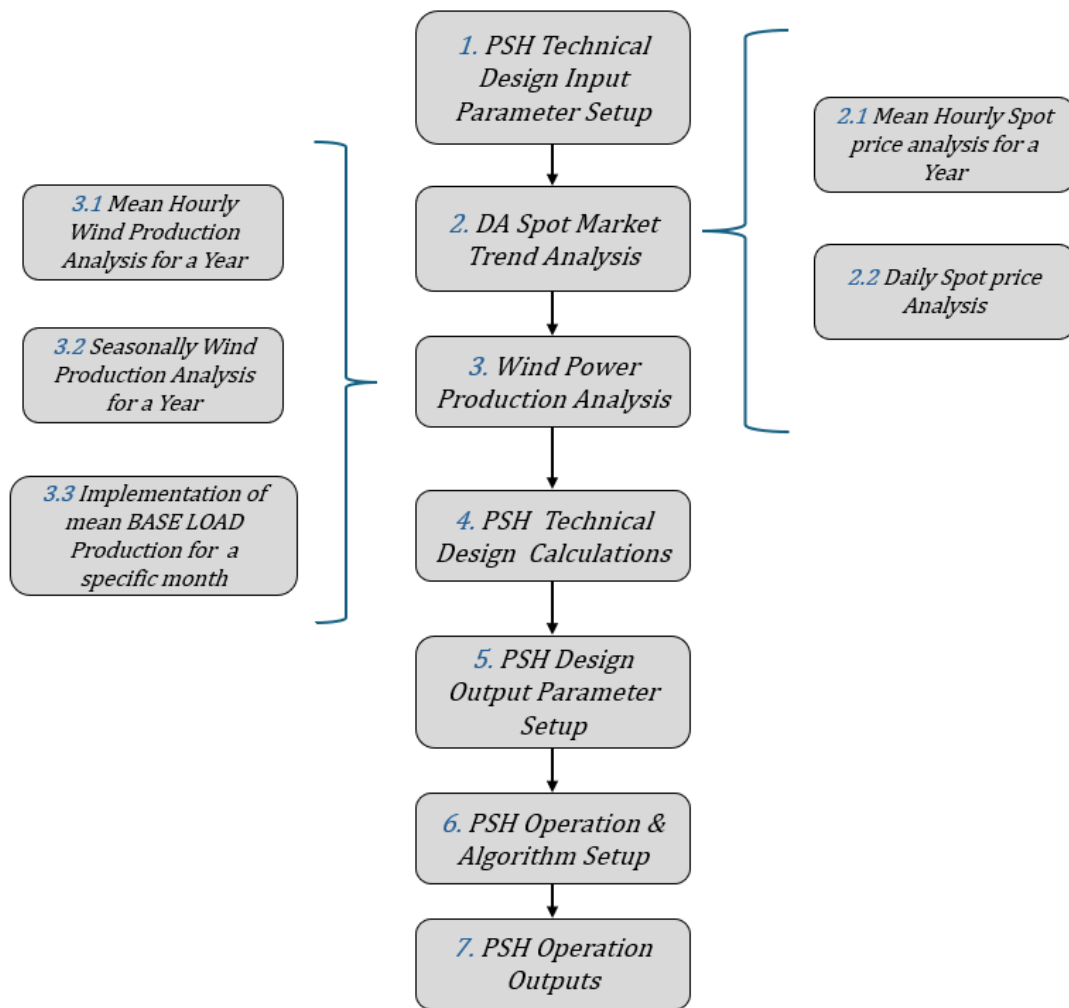 1. PSH Technical
Design Input
Parameter Setup
2.1 Mean Hourly Spot
price analysis for a
Year
3.1 Mean Hourly
Wind Production
Analysis for a Year
2. DA Spot Market
Trend Analysis
2.2 Daily Spot price
Analysis
3.2 Seasonally Wind
Production Analysis
for a Year
3. Wind Power
Production Analysis
3.3 Implementation of
mean BASE LOAD
Production for a
specific month
4. PSH Technical
Design Calculations
5. PSH Design
Output Parameter
Setup
6. PSH Operation &
Algorithm Setup
7. PSH Operation
Outputs